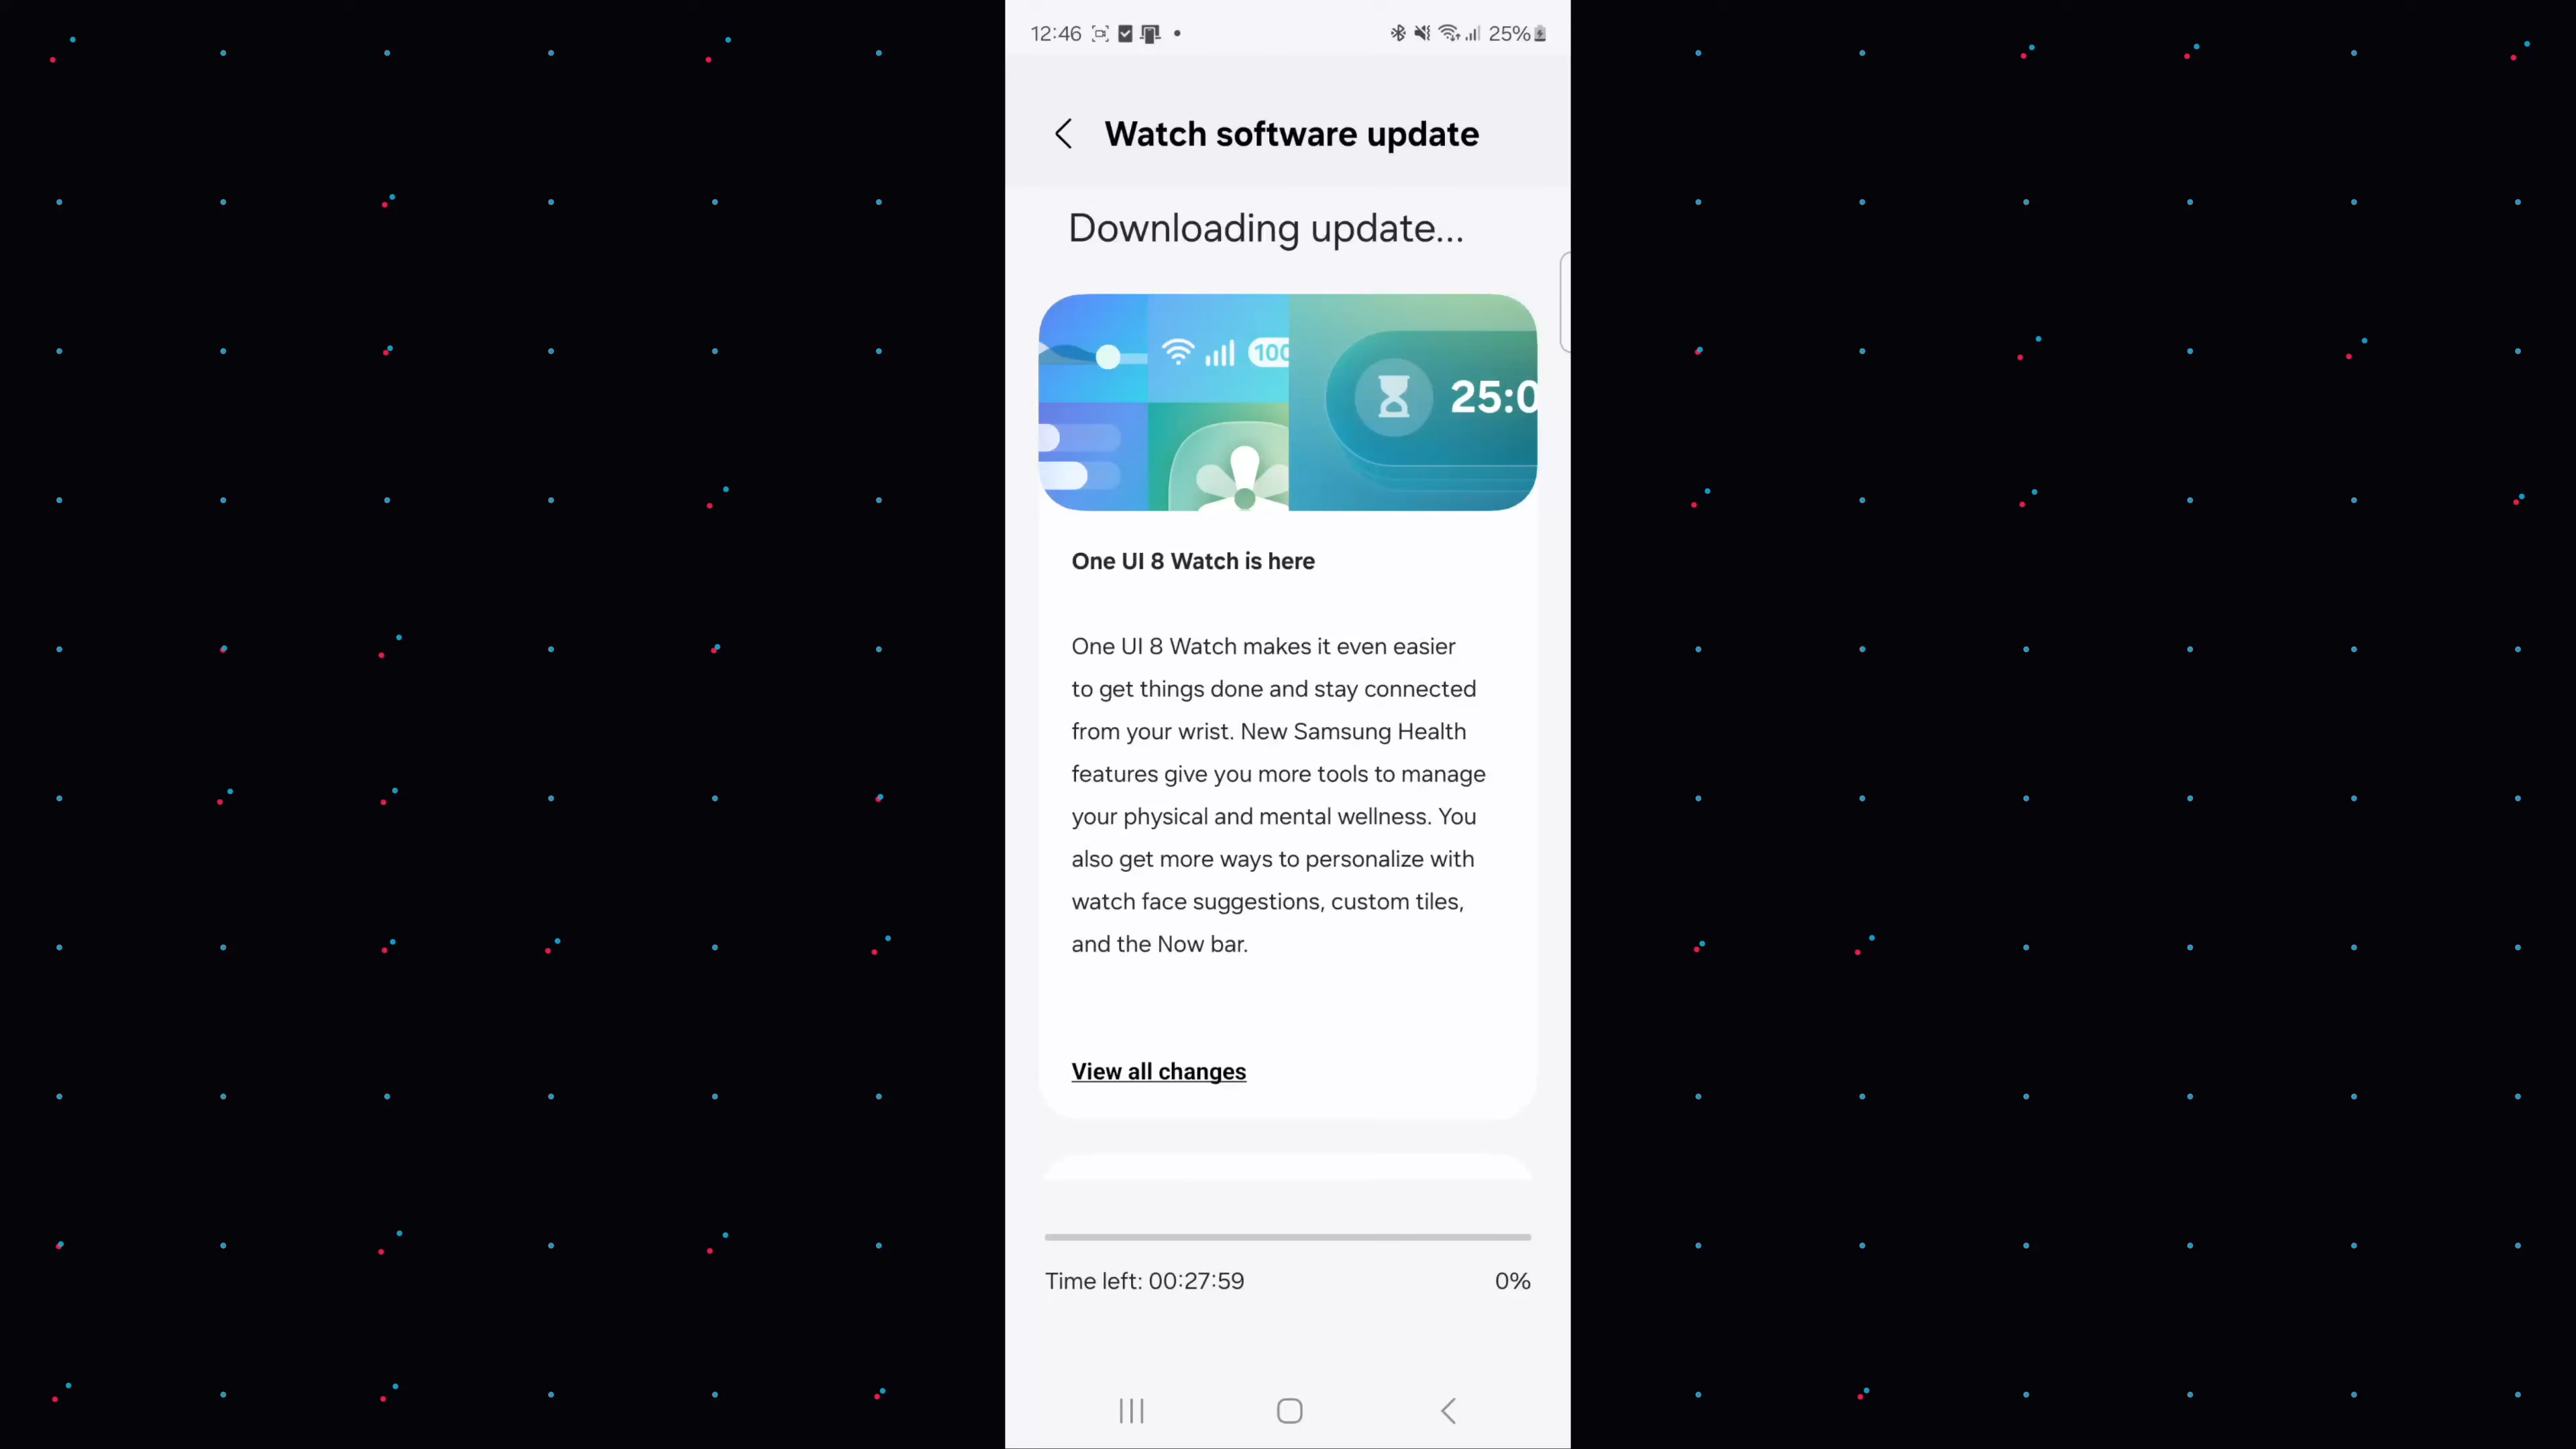 12:46
25%
Watch software update
Downloading update...
100
25:0
One UI 8 Watch is here
One UI 8 Watch makes it even easier
to get things done and stay connected
from your wrist. New Samsung Health
features give you more tools to manage
your physical and mental wellness. You
also get more ways to personalize with
watch face suggestions, custom tiles,
and the Now bar.
View all changes
Time left: 00:27:59
0%